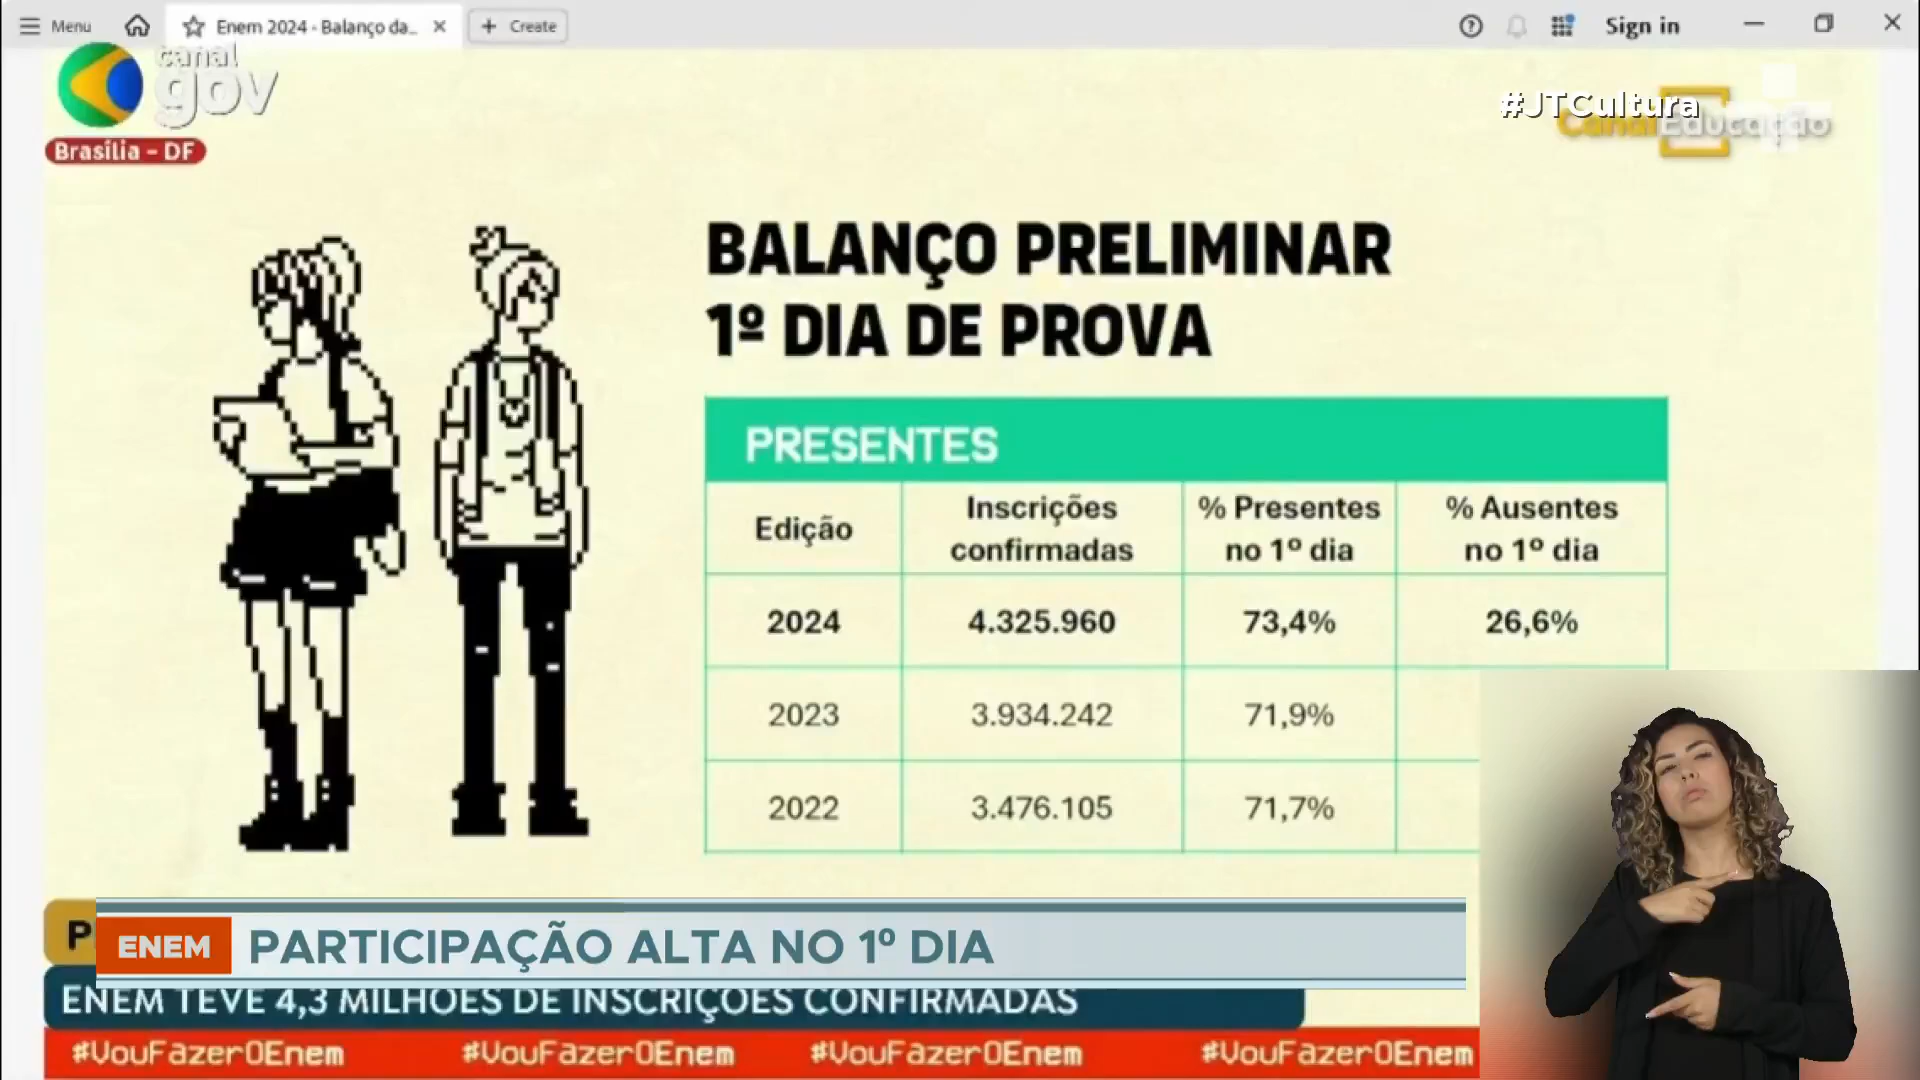 Menu
Enem 2024 - Balanço da...
Create
Sign in
canal
gov
#JTCultura
CanalEducação
Brasília - DF
BALANÇO PRELIMINAR
1º DIA DE PROVA
PRESENTES
Edição
Inscrições
confirmadas
% Presentes
no 1º dia
% Ausentes
no 1º dia
2024 4.325.960 73,4% 26,6%
2023 3.934.242 71,9%
2022 3.476.105 71,7%
ENEM PARTICIPAÇÃO ALTA NO 1º DIA
ENEM TEVE 4,3 MILHÕES DE INSCRIÇÕES CONFIRMADAS
#VouFazerOEnem #VouFazerOEnem #VouFazerOEnem #VouFazerOEnem